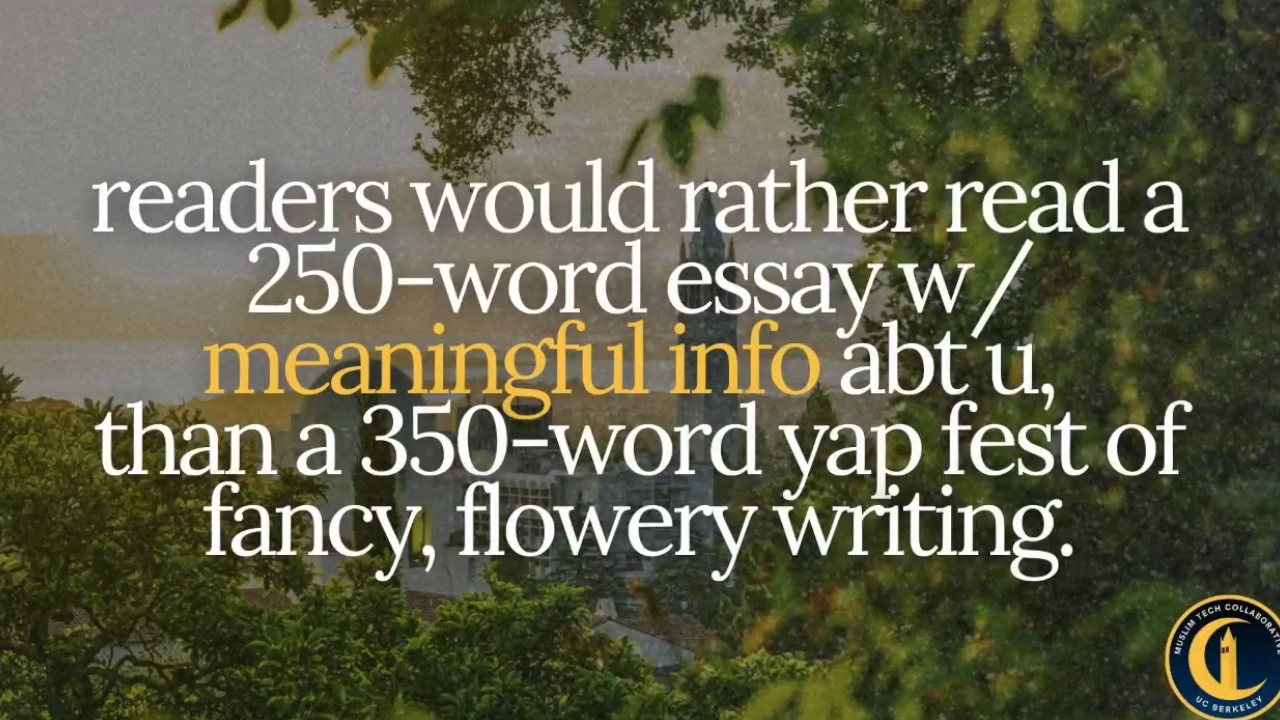 readers would rather read a
250-word essay w/
meaningful info abt u,
than a 350-word yap fest of
fancy, flowery writing.
MUSLIM TECH COLLABORATIVE
UC BERKELEY